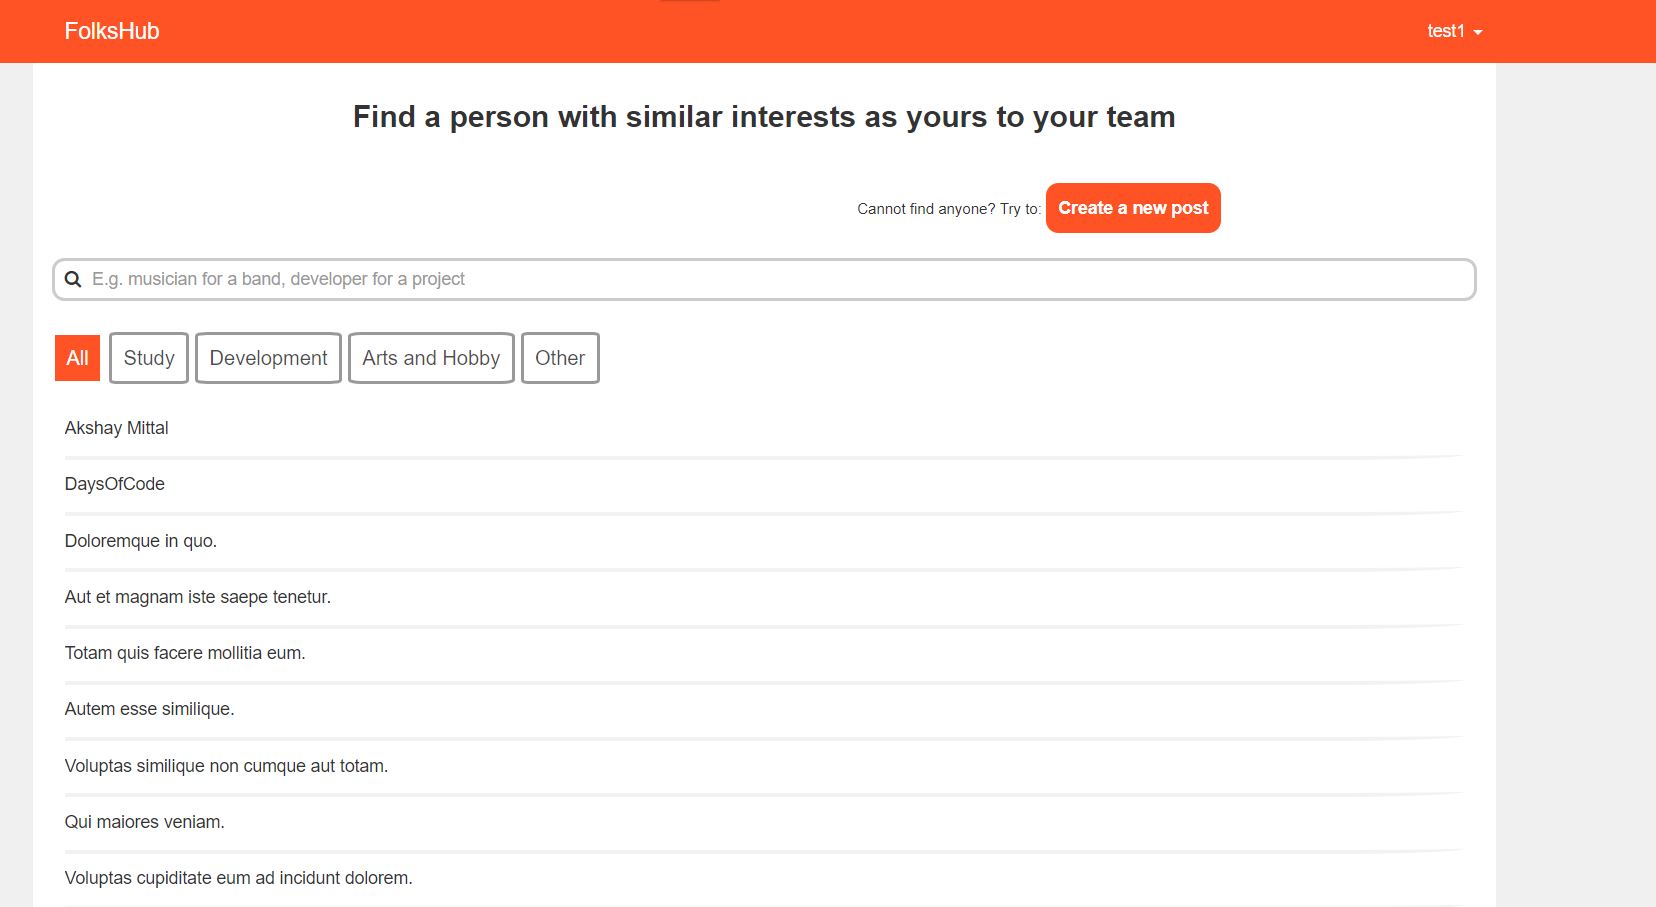 FolksHub
test1
Find a person with similar interests as yours to your team
Cannot find anyone? Try to: Create a new post
E.g. musician for a band, developer for a project
All Study Development Arts and Hobby Other
Akshay Mittal
DaysOfCode
Doloremque in quo.
Aut et magnam iste saepe tenetur.
Totam quis facere mollitia eum.
Autem esse similique.
Voluptas similique non cumque aut totam.
Qui maiores veniam.
Voluptas cupiditate eum ad incidunt dolorem.